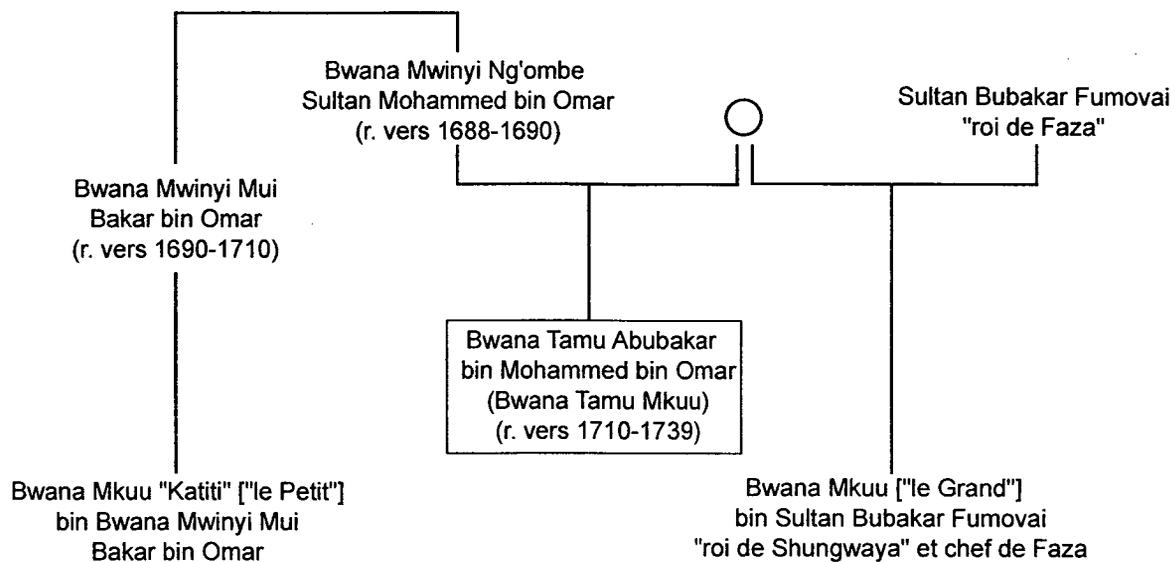 Bwana Mwinyi Ng'ombe
Sultan Mohammed bin Omar
(r. vers 1688-1690)
Sultan Bubakar Fumovai
"roi de Faza"
Bwana Mwinyi Mui
Bakar bin Omar
(r. vers 1690-1710)
Bwana Tamu Abubakar
bin Mohammed bin Omar
(Bwana Tamu Mkuu)
(r. vers 1710-1739)
Bwana Mkuu "Katiti" ["le Petit"]
bin Bwana Mwinyi Mui
Bakar bin Omar
Bwana Mkuu ["le Grand"]
bin Sultan Bubakar Fumovai
"roi de Shungwaya" et chef de Faza